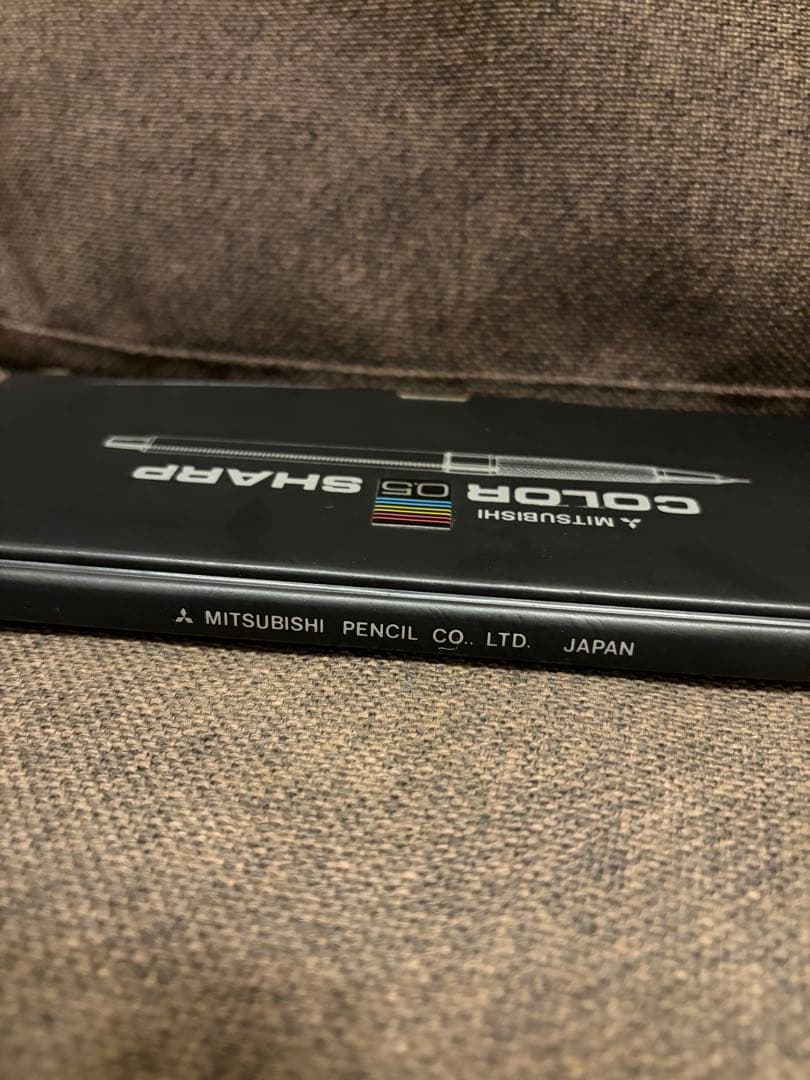 MITSUBISHI
COLOR 0.5 SHARP
MITSUBISHI PENCIL CO., LTD. JAPAN